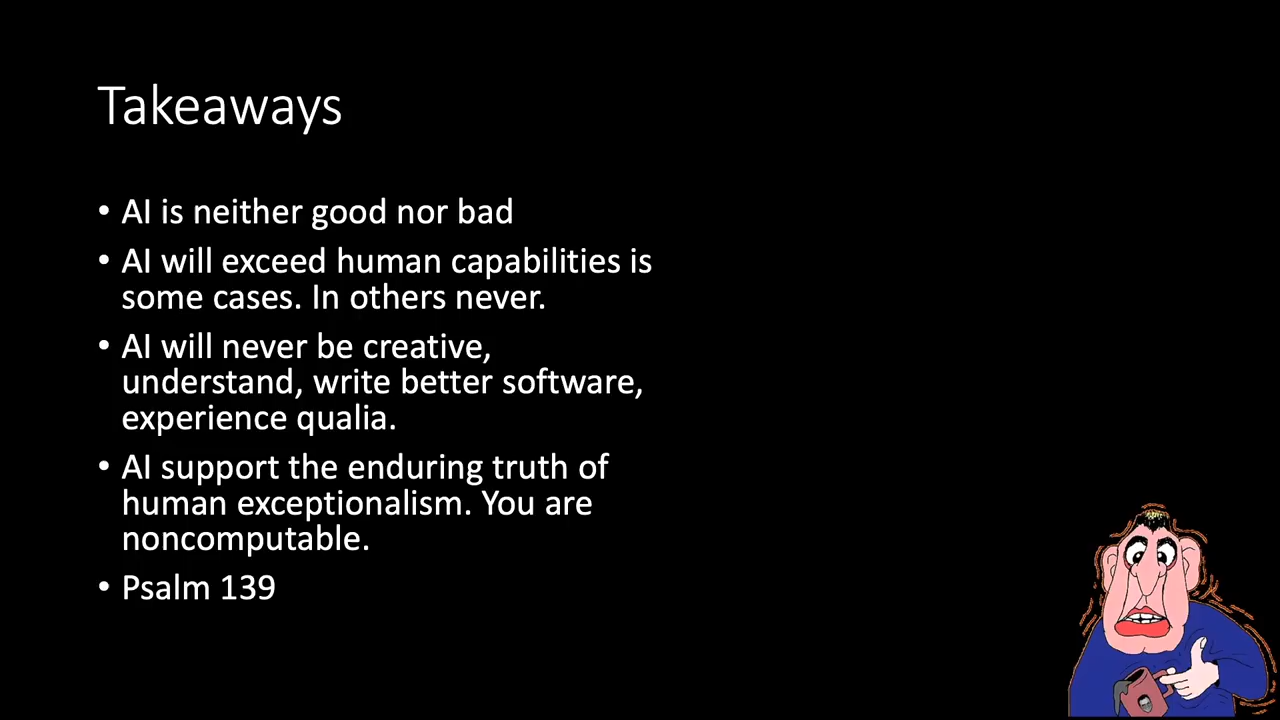 Takeaways
• AI is neither good nor bad
• AI will exceed human capabilities is
some cases. In others never.
• AI will never be creative,
understand, write better software,
experience qualia.
• AI support the enduring truth of
human exceptionalism. You are
noncomputable.
• Psalm 139